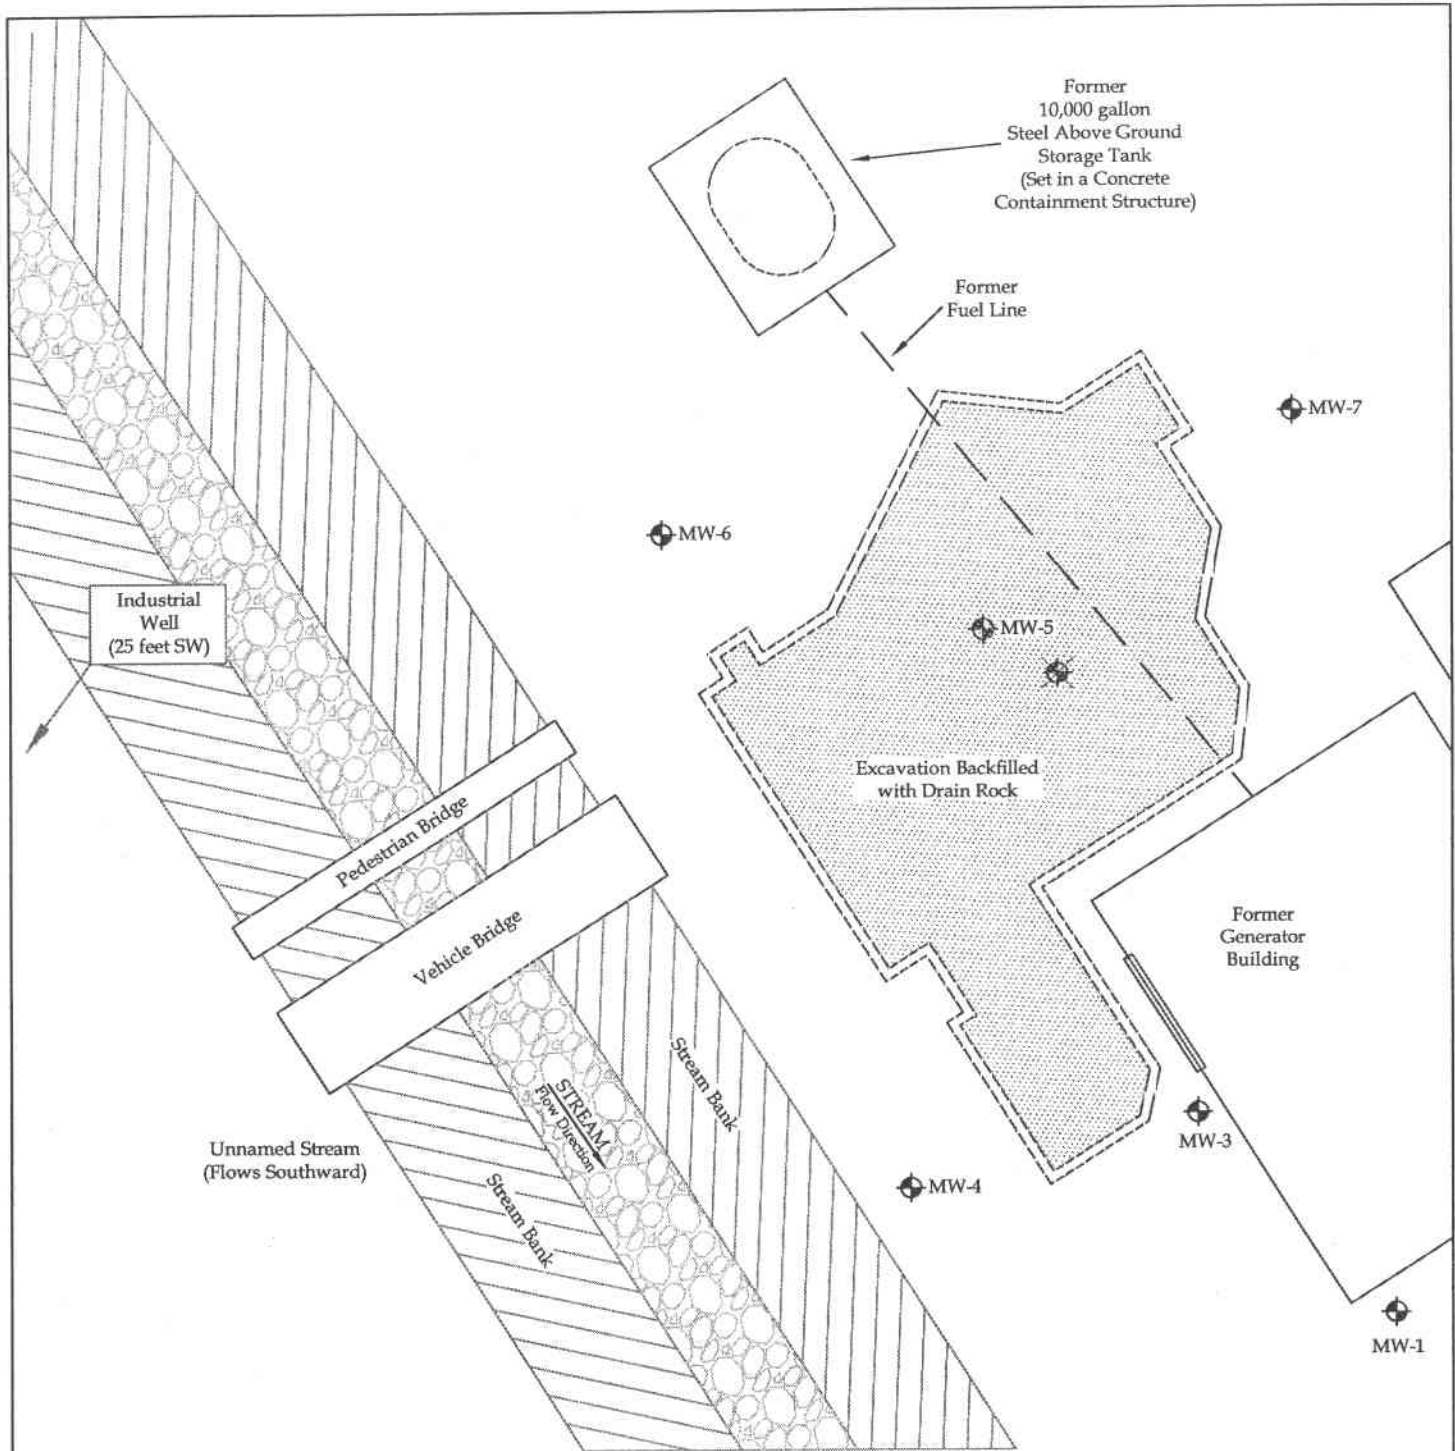 Former
10,000 gallon
Steel Above Ground
Storage Tank
(Set in a Concrete
Containment Structure)
Former
Fuel Line
MW-7
MW-6
Industrial
Well
(25 feet SW)
MW-5
Excavation Backfilled
with Drain Rock
Pedestrian Bridge
Vehicle Bridge
Former
Generator
Building
Stream Bank
STREAM
Flow Direction
Unnamed Stream
(Flows Southward)
Stream Bank
MW-3
MW-4
MW-1